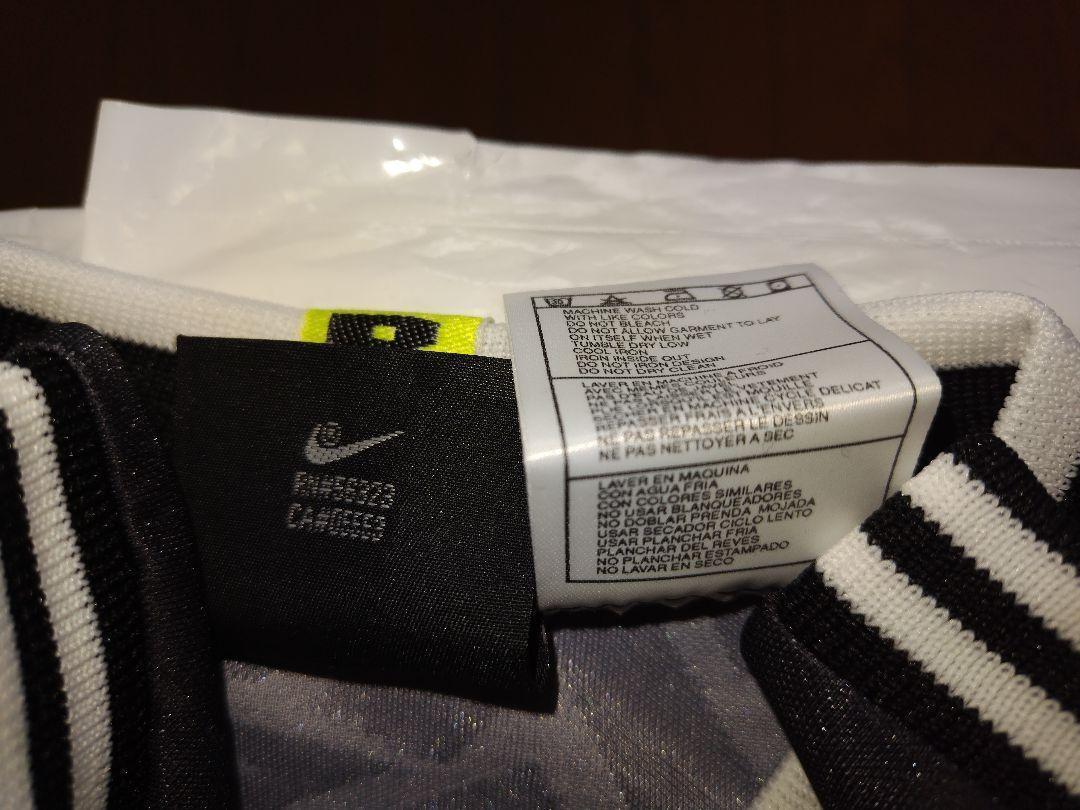 ®
RN#56323
CA#05553
MACHINE WASH COLD
WITH LIKE COLORS
DO NOT BLEACH
DO NOT ALLOW GARMENT TO LAY
ON ITSELF WHEN WET
TUMBLE DRY LOW
COOL IRON
IRON INSIDE OUT
DO NOT IRON DESIGN
DO NOT DRY CLEAN
LAVER EN MACHINE A FROID
NE PAS REPASSER LE DESSIN
NE PAS NETTOYER A SEC
LAVER EN MAQUINA
CON AGUA FRIA
CON COLORES SIMILARES
NO USAR BLANQUEADORES
NO DOBLAR PRENDA MOJADA
USAR SECADOR CICLO LENTO
USAR PLANCHAR FRIA
PLANCHAR DEL REVES
NO PLANCHAR ESTAMPADO
NO LAVAR EN SECO